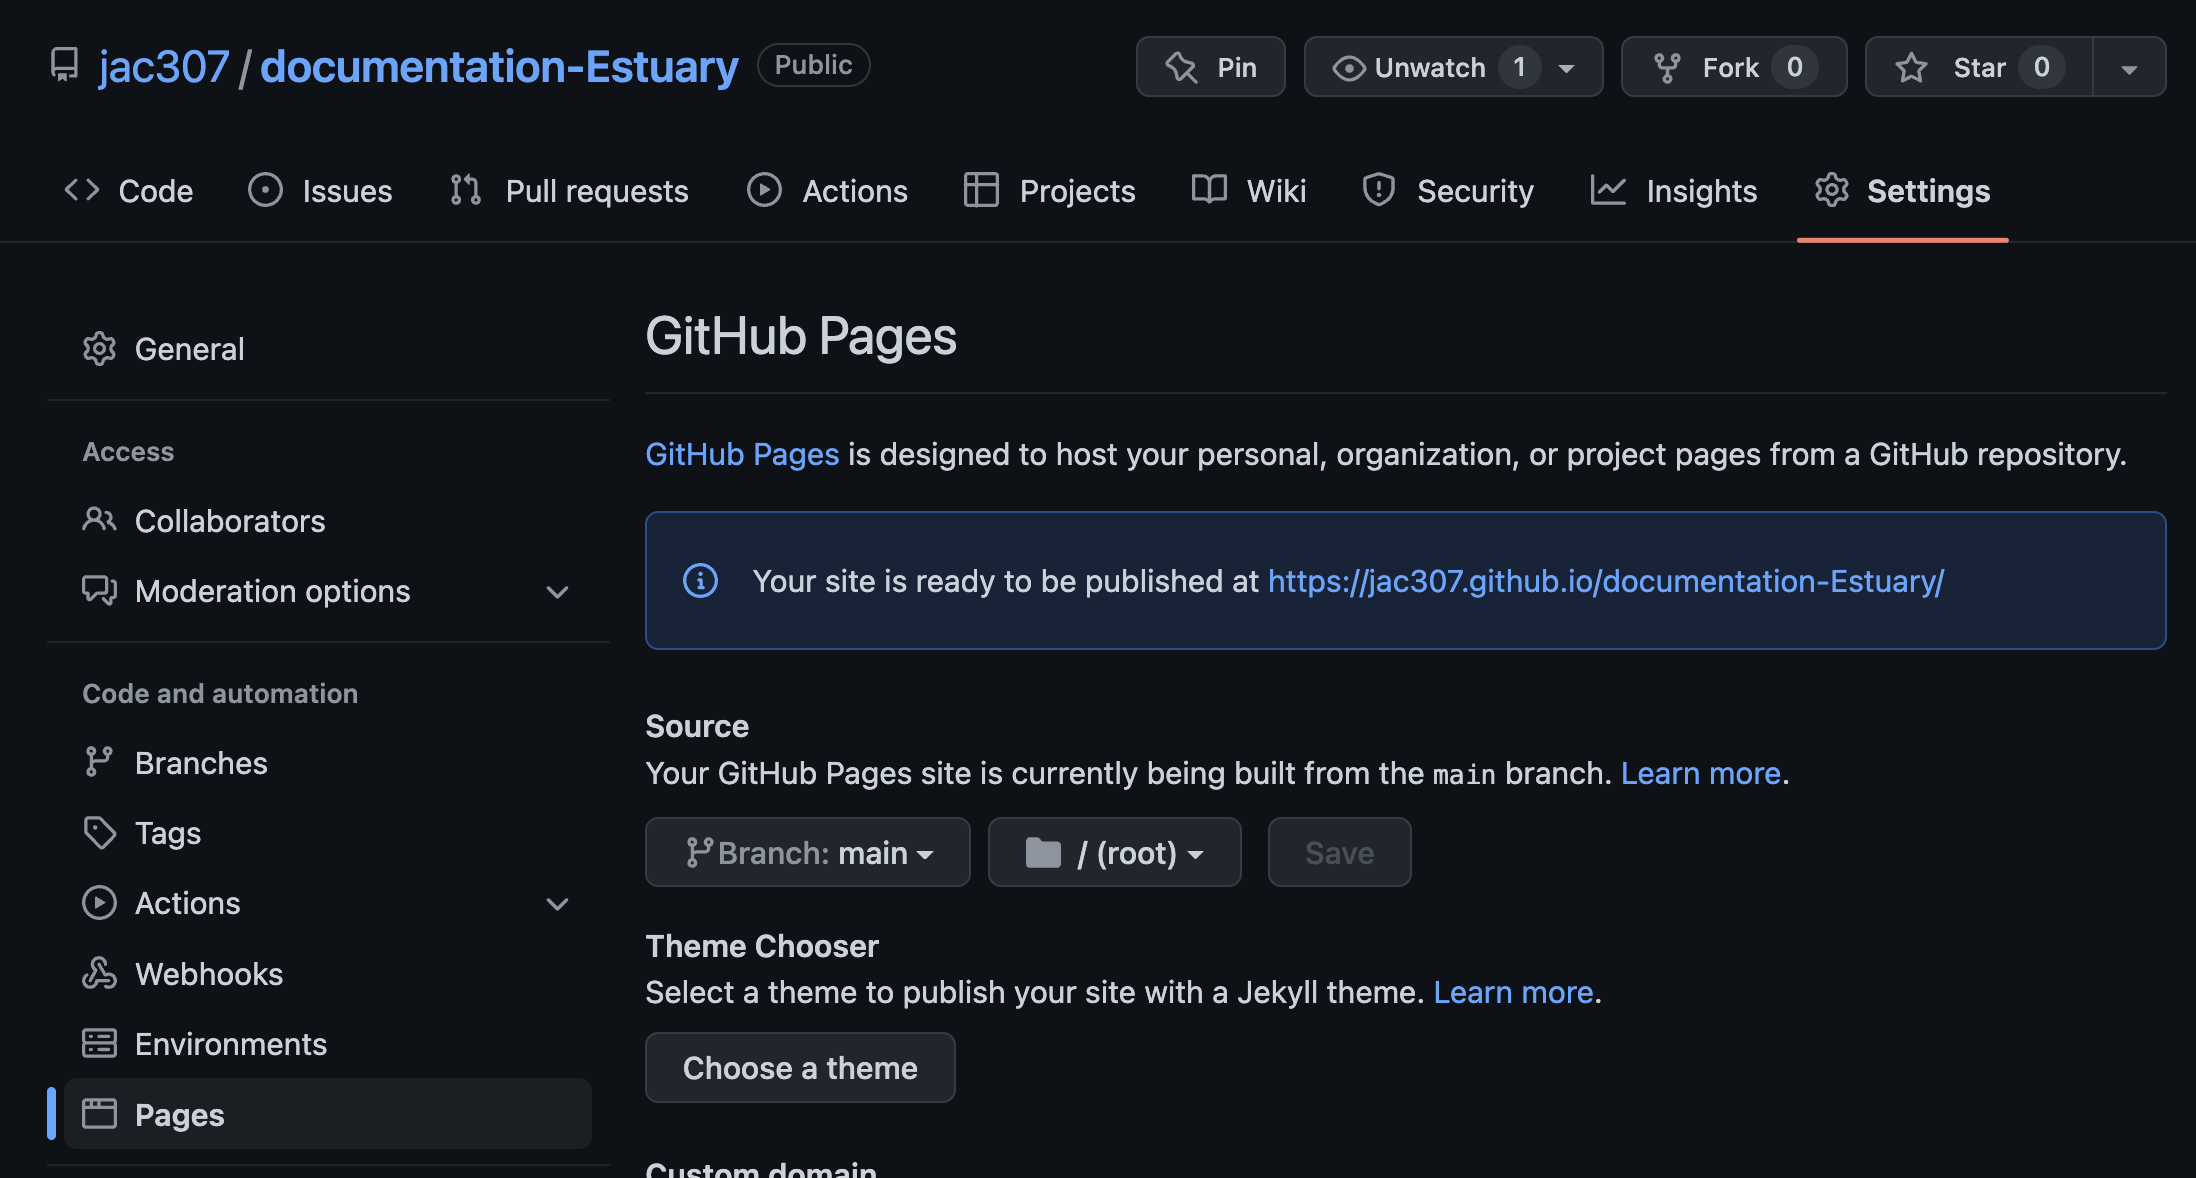 jac307 / documentation-Estuary Public Pin Unwatch 1 Fork 0 Star 0
Code Issues Pull requests Actions Projects Wiki Security Insights Settings
General
Access
Collaborators
Moderation options
Code and automation
Branches
Tags
Actions
Webhooks
Environments
Pages
GitHub Pages
GitHub Pages is designed to host your personal, organization, or project pages from a GitHub repository.
Your site is ready to be published at https://jac307.github.io/documentation-Estuary/
Source
Your GitHub Pages site is currently being built from the main branch. Learn more.
Branch: main / (root) Save
Theme Chooser
Select a theme to publish your site with a Jekyll theme. Learn more.
Choose a theme
Custom domain